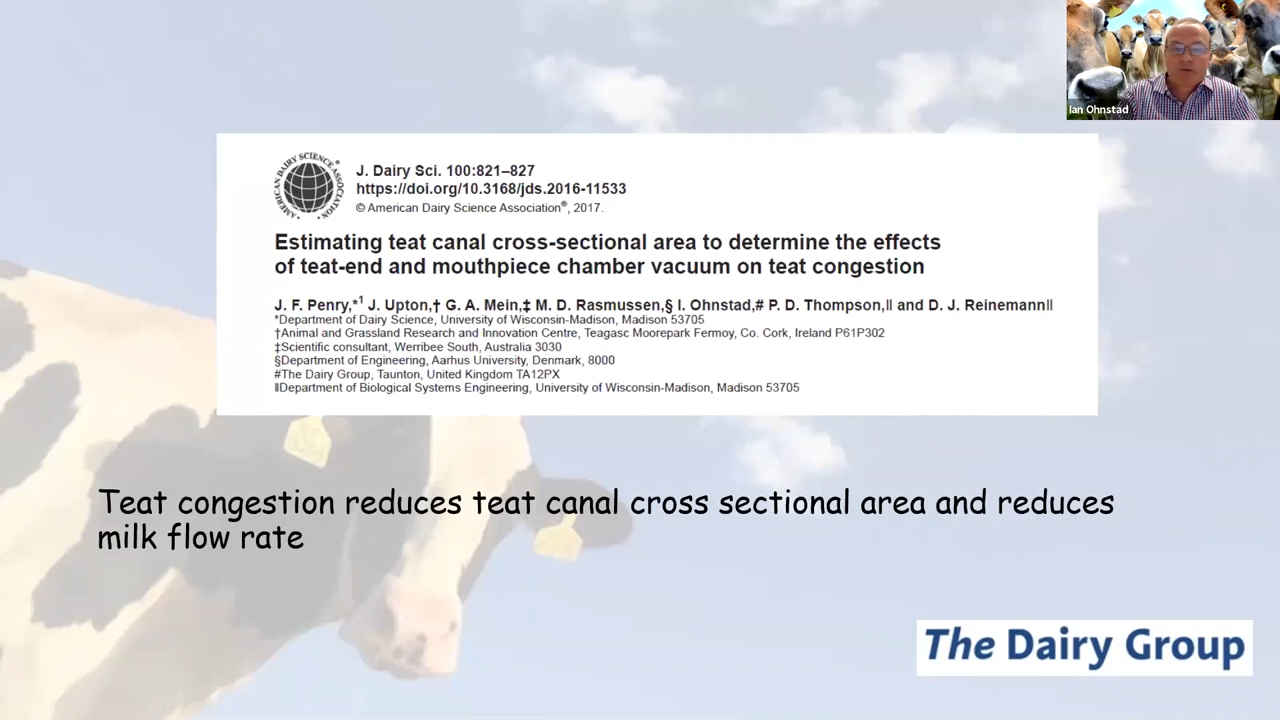 Ian Ohnstad
AMERICAN DAIRY SCIENCE ASSOCIATION®
J. Dairy Sci. 100:821–827
https://doi.org/10.3168/jds.2016-11533
© American Dairy Science Association®, 2017.
Estimating teat canal cross-sectional area to determine the effects
of teat-end and mouthpiece chamber vacuum on teat congestion
J. F. Penry,*1 J. Upton,† G. A. Mein,‡ M. D. Rasmussen,§ I. Ohnstad,# P. D. Thompson,‖ and D. J. Reinemann‖
*Department of Dairy Science, University of Wisconsin-Madison, Madison 53705
†Animal and Grassland Research and Innovation Centre, Teagasc Moorepark Fermoy, Co. Cork, Ireland P61P302
‡Scientific consultant, Werribee South, Australia 3030
§Department of Engineering, Aarhus University, Denmark, 8000
#The Dairy Group, Taunton, United Kingdom TA12PX
‖Department of Biological Systems Engineering, University of Wisconsin-Madison, Madison 53705
Teat congestion reduces teat canal cross sectional area and reduces
milk flow rate
The Dairy Group